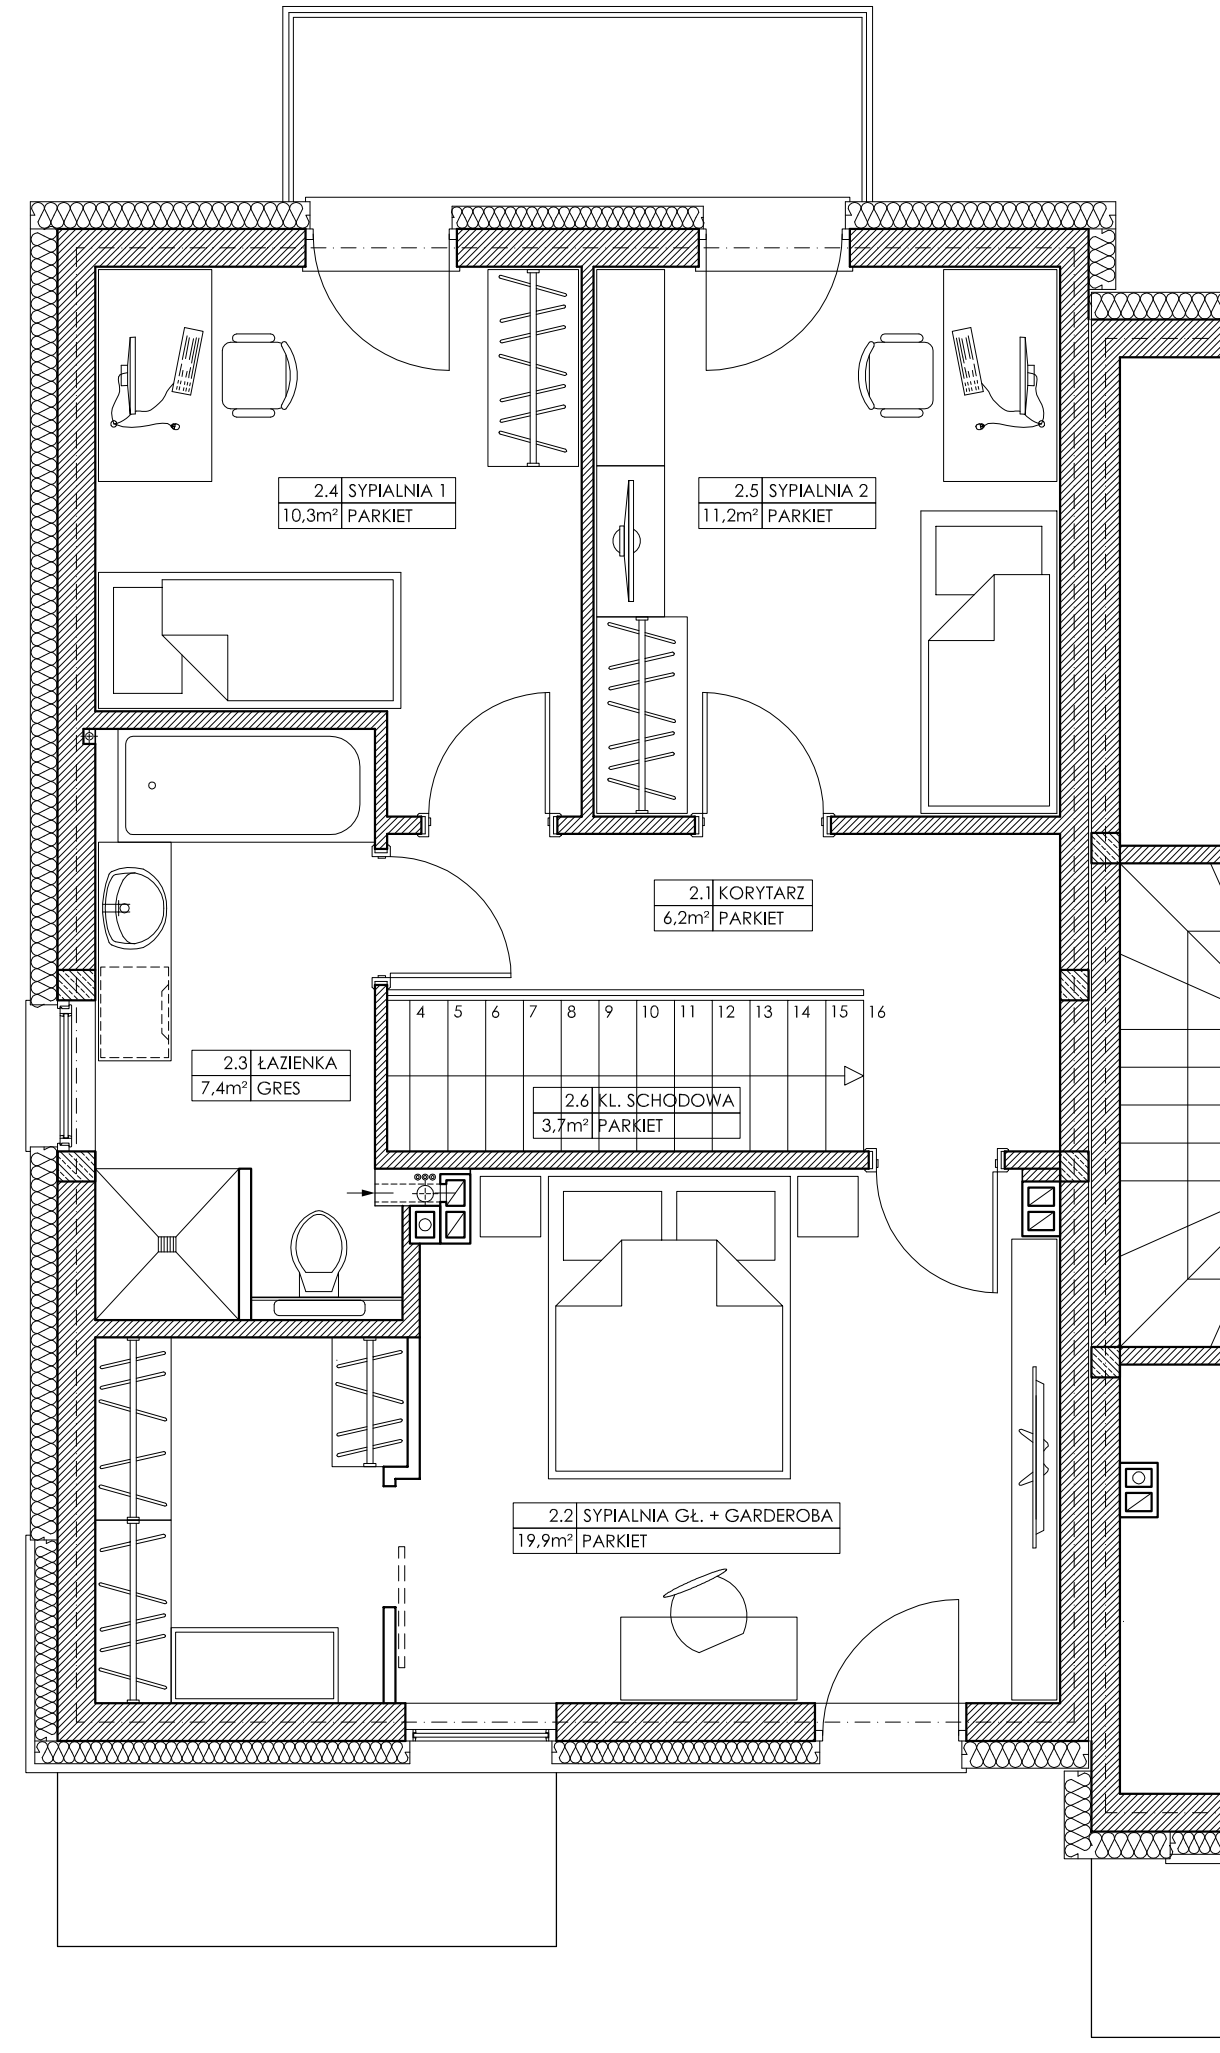 2.4 SYPIALNIA 1
10,3m² PARKIET
2.5 SYPIALNIA 2
11,2m² PARKIET
2.1 KORYTARZ
6,2m² PARKIET
4 5 6 7 8 9 10 11 12 13 14 15 16
2.3 ŁAZIENKA
7,4m² GRES
2.6 KL. SCHODOWA
3,7m² PARKIET
2.2 SYPIALNIA GŁ. + GARDEROBA
19,9m² PARKIET